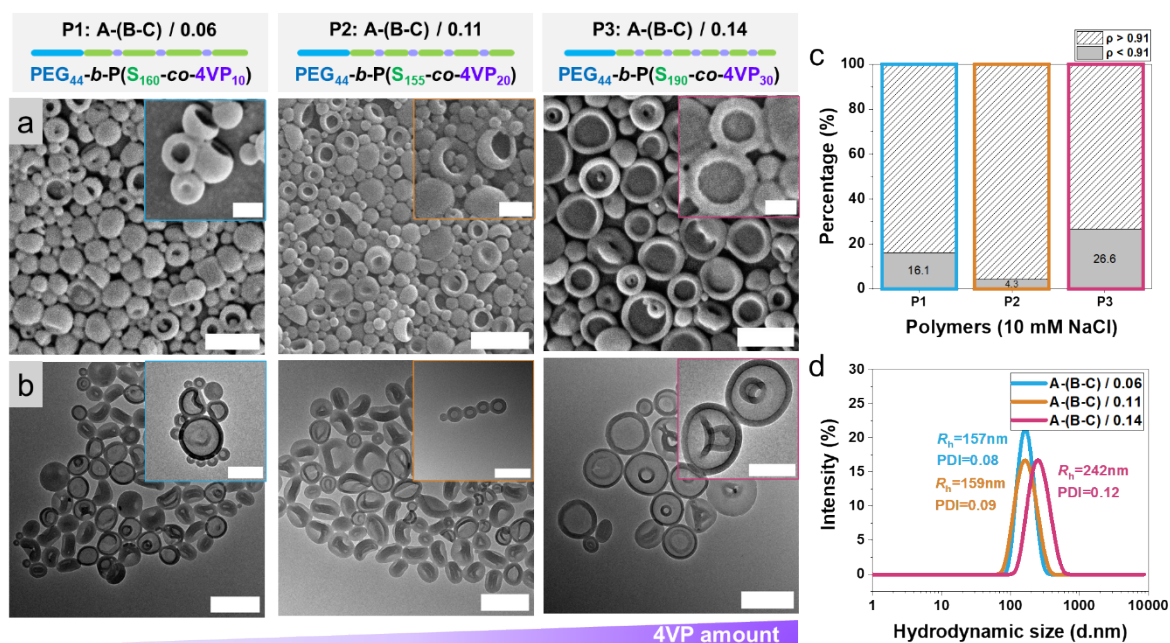 P1: A-(B-C) / 0.06
PEG44-b-P(S160-co-4VP10)
P2: A-(B-C) / 0.11
PEG44-b-P(S155-co-4VP20)
P3: A-(B-C) / 0.14
PEG44-b-P(S190-co-4VP30)
a
b
4VP amount
c
ρ > 0.91
ρ < 0.91
Percentage (%)
100
80
60
40
20
0
16.1
4.3
26.6
P1
P2
P3
Polymers (10 mM NaCl)
d
A-(B-C) / 0.06
A-(B-C) / 0.11
A-(B-C) / 0.14
Rh=157nm
PDI=0.08
Rh=159nm
PDI=0.09
Rh=242nm
PDI=0.12
Intensity (%)
30
25
20
15
10
5
0
1
10
100
1000
10000
Hydrodynamic size (d.nm)